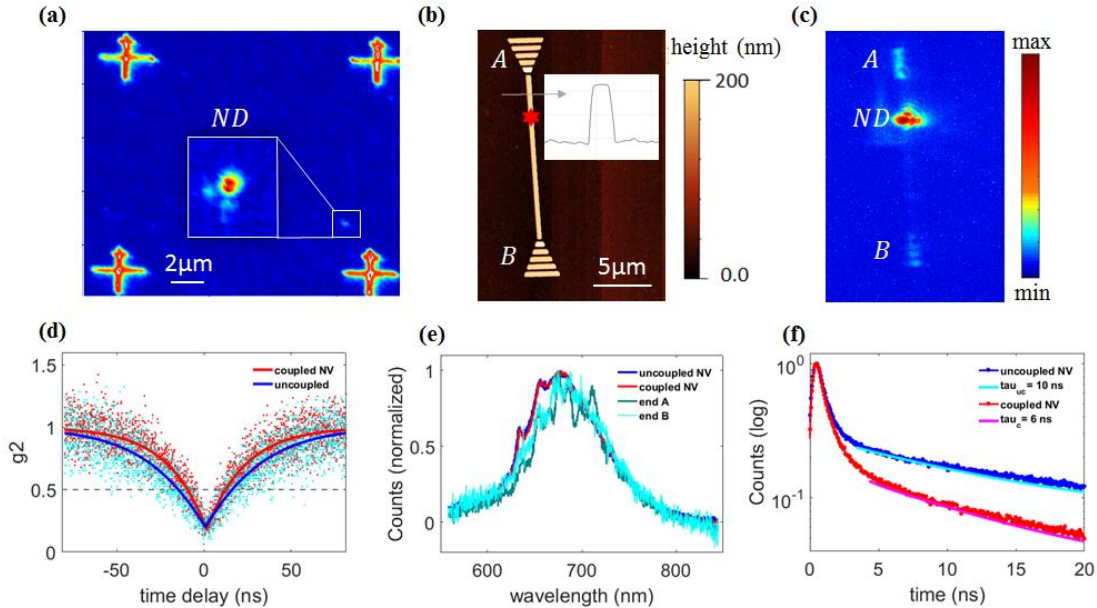 (a)
ND
2μm
(b)
A
B
5μm
height (nm)
200
0.0
(c)
A
ND
B
max
min
(d)
g2
1.5
1
0.5
0
-50
0
50
time delay (ns)
coupled NV
uncoupled
(e)
Counts (normalized)
1
0.5
0
600
700
800
wavelength (nm)
uncoupled NV
coupled NV
end A
end B
(f)
Counts (log)
10^0
10^-1
0
5
10
15
20
time (ns)
uncoupled NV
tau_uc = 10 ns
coupled NV
tau_c = 6 ns